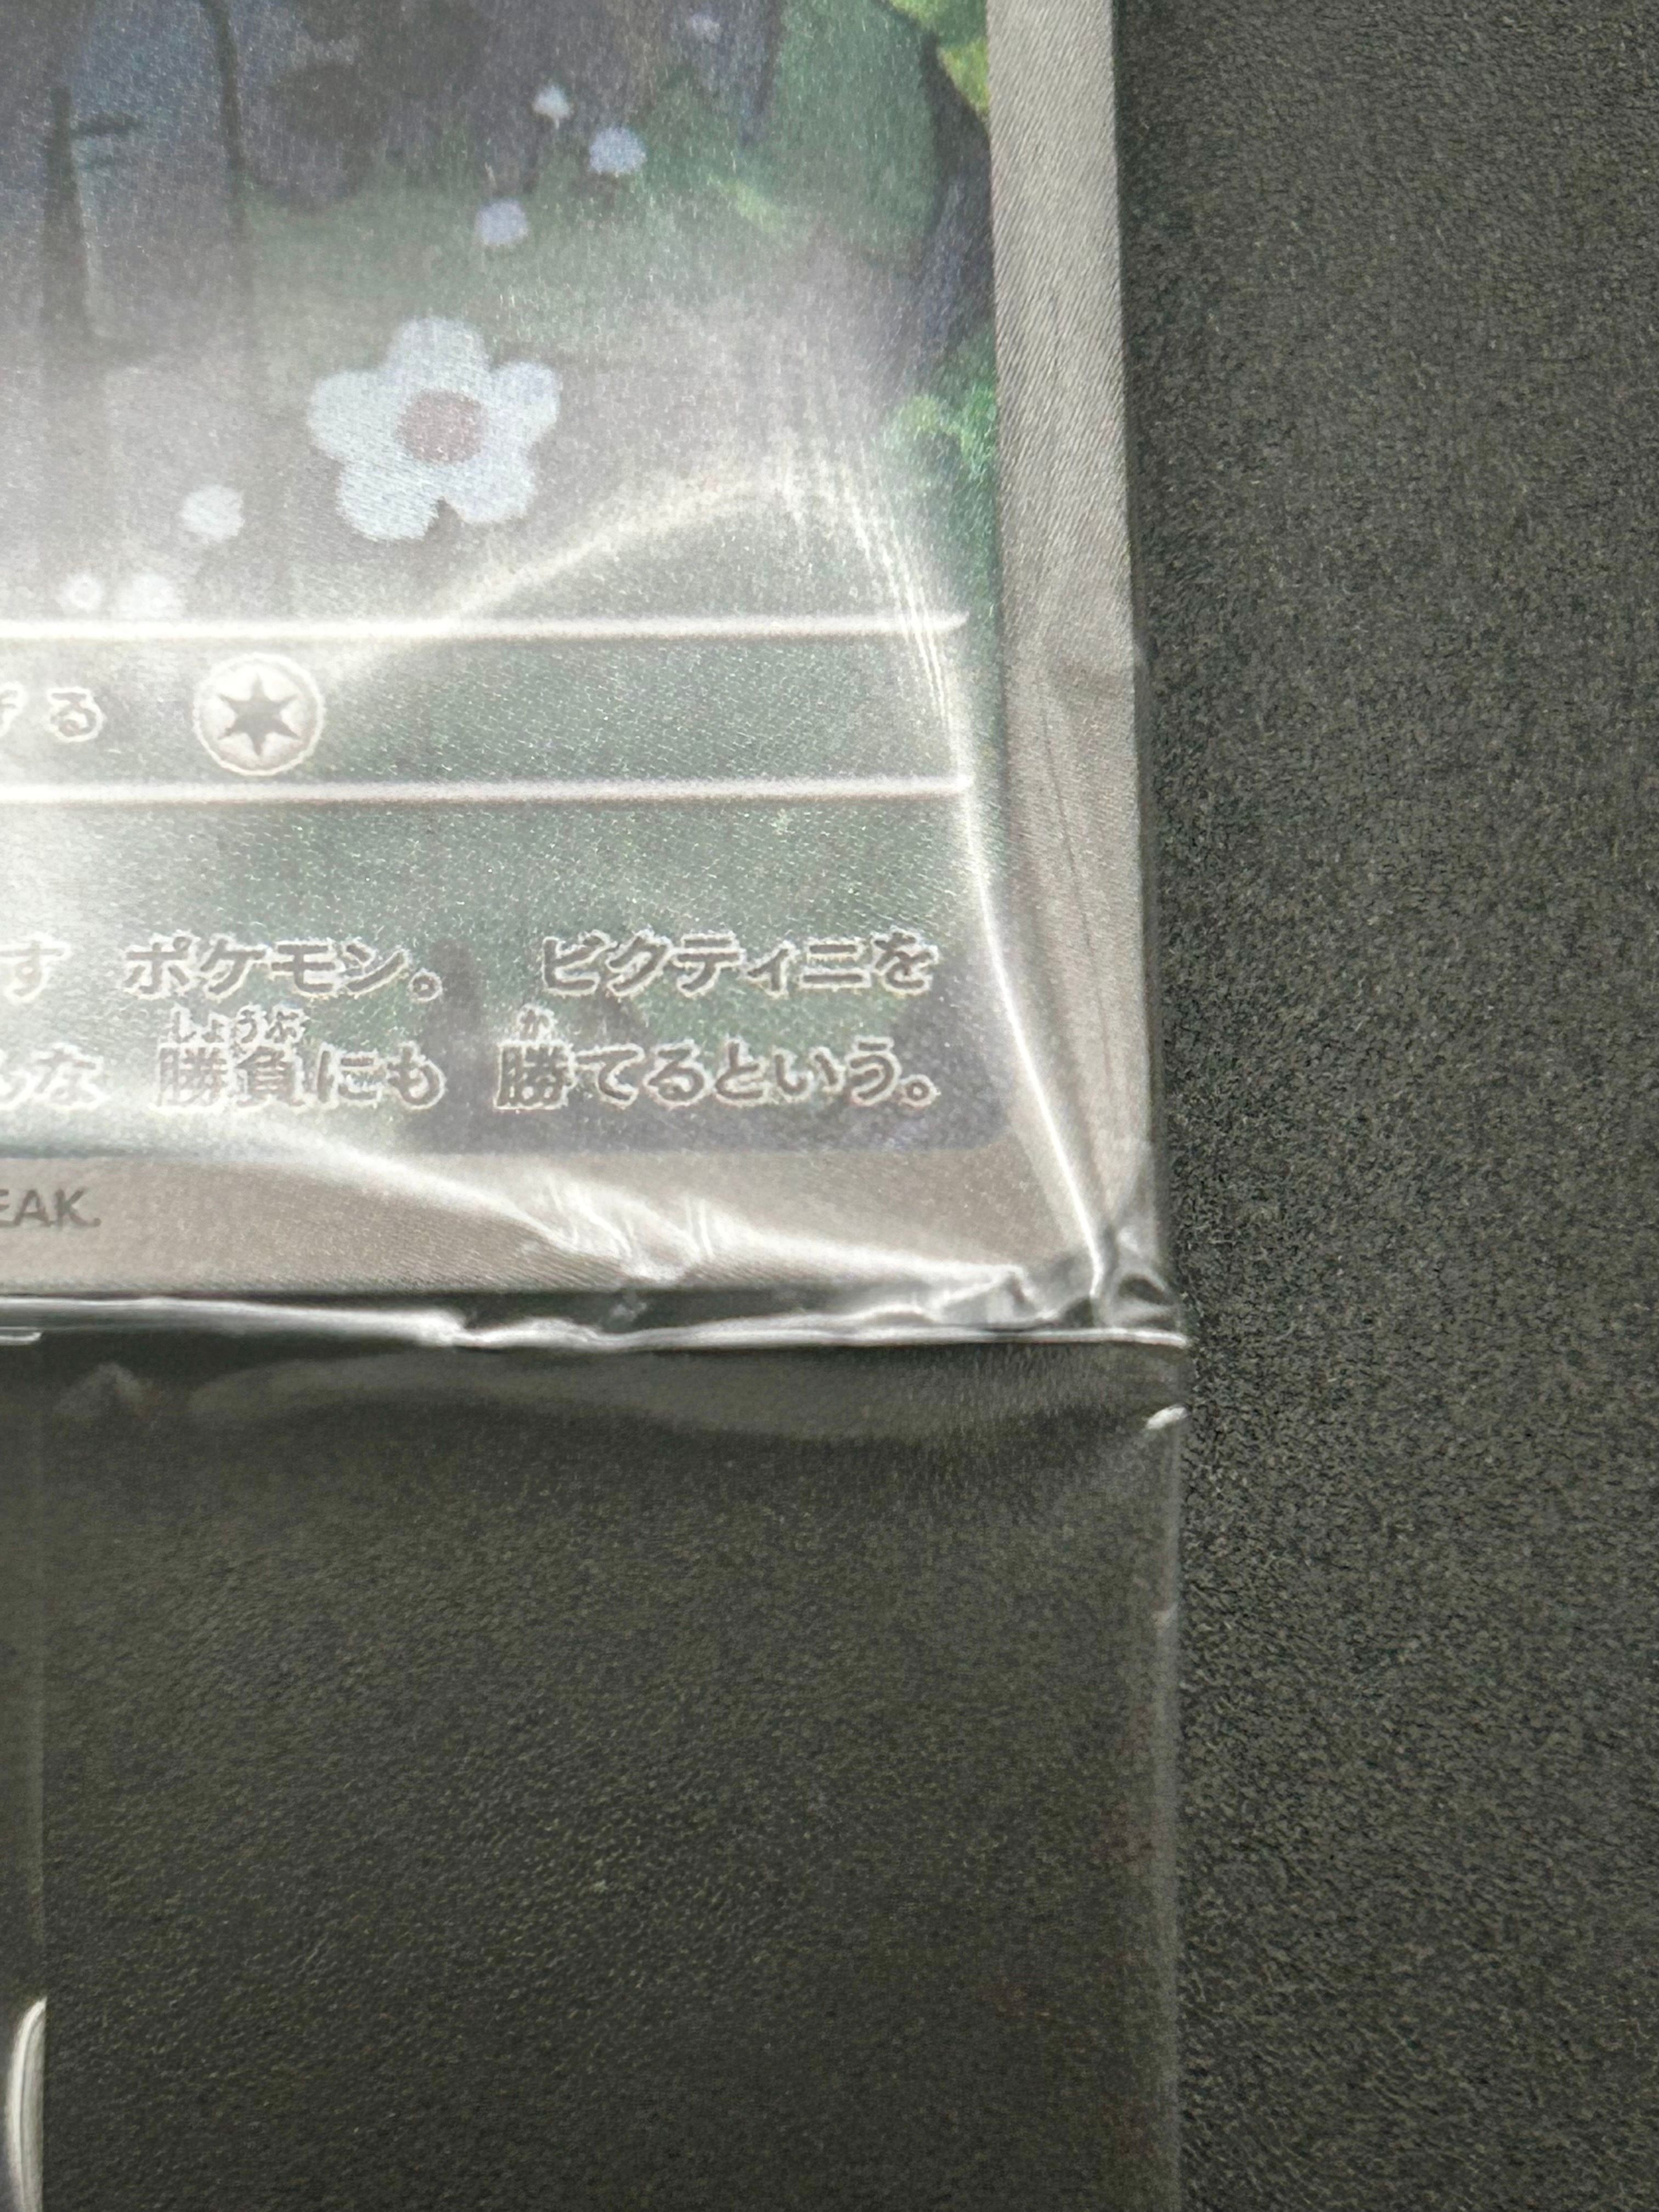 る
す ポケモン。 ビクティニを
しょうぶ か
な 勝負にも 勝てるという。
EAK.